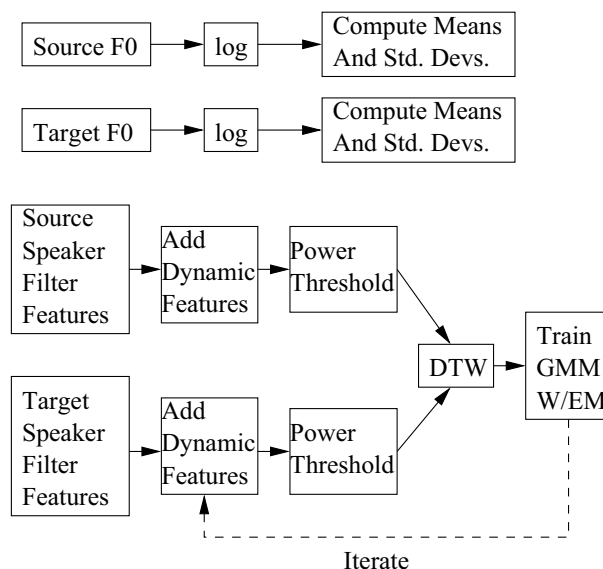 Source F0
log
Compute Means
And Std. Devs.
Target F0
log
Compute Means
And Std. Devs.
Source
Speaker
Filter
Features
Add
Dynamic
Features
Power
Threshold
Target
Speaker
Filter
Features
Add
Dynamic
Features
Power
Threshold
DTW
Train
GMM
W/EM
Iterate